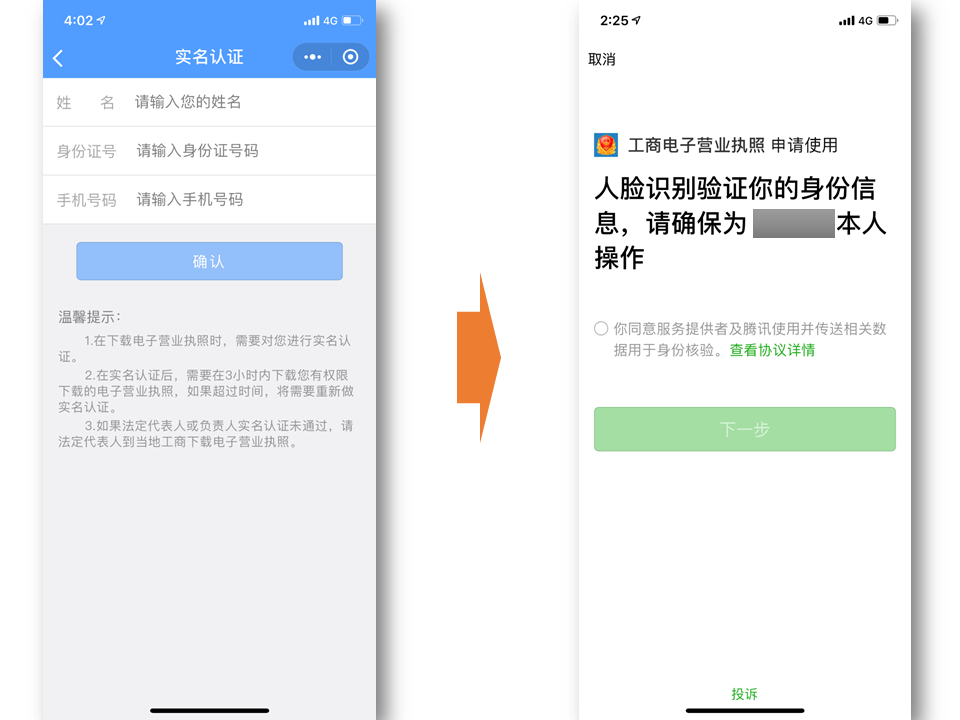 4:02
4G
实名认证
姓 名 请输入您的姓名
身份证号 请输入身份证号码
手机号码 请输入手机号码
确认
温馨提示：
1.在下载电子营业执照时，需要对您进行实名认
证。
2.在实名认证后，需要在3小时内下载您有权限
下载的电子营业执照，如果超过时间，将需要重新做
实名认证。
3.如果法定代表人或负责人实名认证未通过，请
法定代表人到当地工商下载电子营业执照。
2:25
4G
取消
工商电子营业执照 申请使用
人脸识别验证你的身份信
息，请确保为 本人
操作
你同意服务提供者及腾讯使用并传送相关数
据用于身份核验。查看协议详情
下一步
投诉